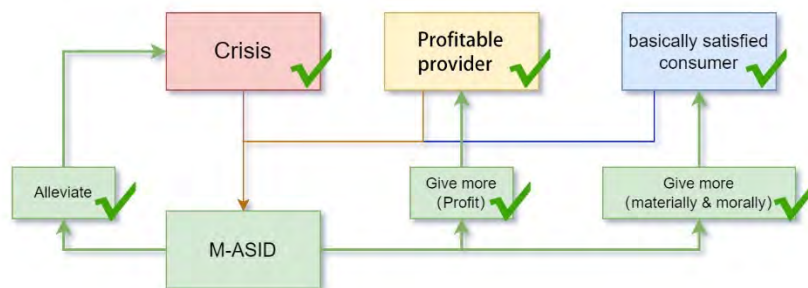 Crisis
Profitable
provider
basically satisfied
consumer
Alleviate
Give more
(Profit)
Give more
(materially & morally)
M-ASID